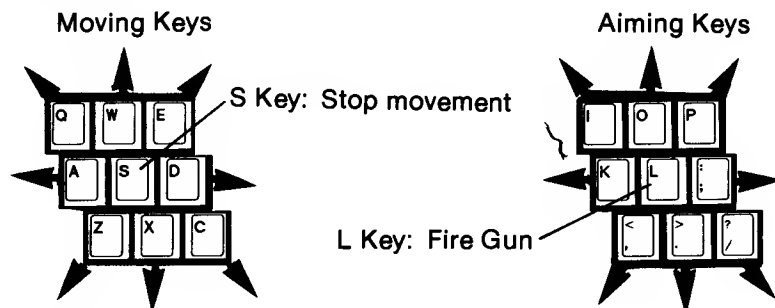 Moving Keys
Aiming Keys
Q W E
S Key: Stop movement
I O P
A S D
K L : ;
Z X C
L Key: Fire Gun
< , > . ? /